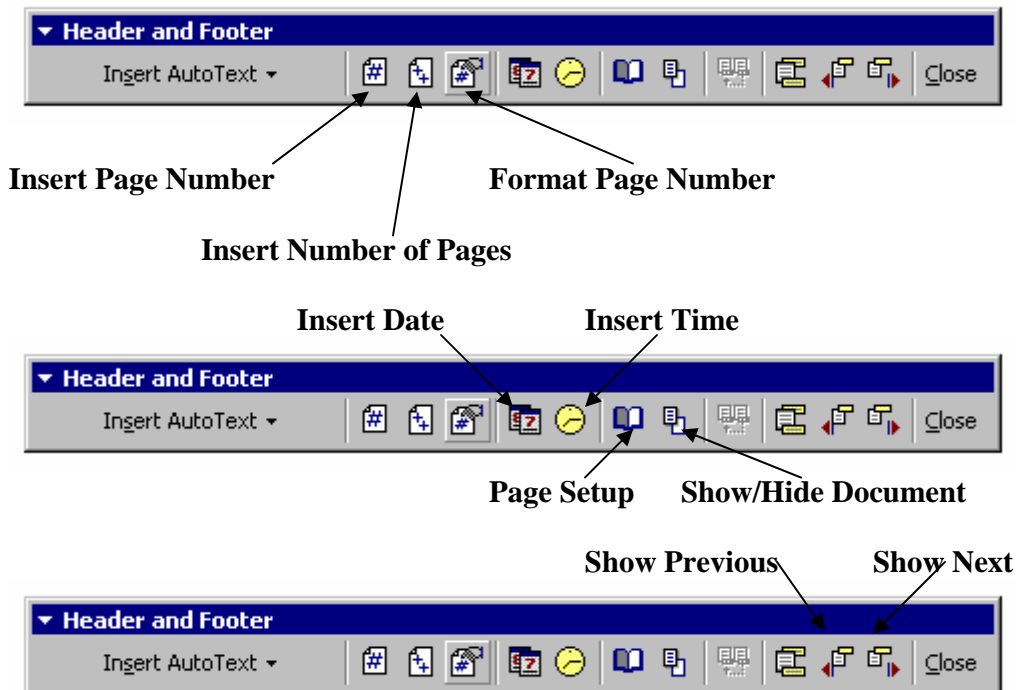 Header and Footer
Insert AutoText Close
Insert Page Number Format Page Number
Insert Number of Pages
Insert Date Insert Time
Header and Footer
Insert AutoText Close
Page Setup Show/Hide Document
Show Previous Show Next
Header and Footer
Insert AutoText Close